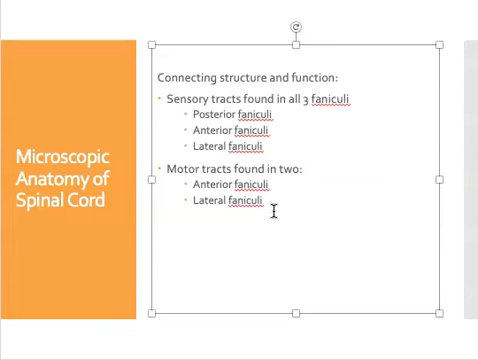 Microscopic
Anatomy of
Spinal Cord
Connecting structure and function:
Sensory tracts found in all 3 faniculi
Posterior faniculi
Anterior faniculi
Lateral faniculi
Motor tracts found in two:
Anterior faniculi
Lateral faniculi